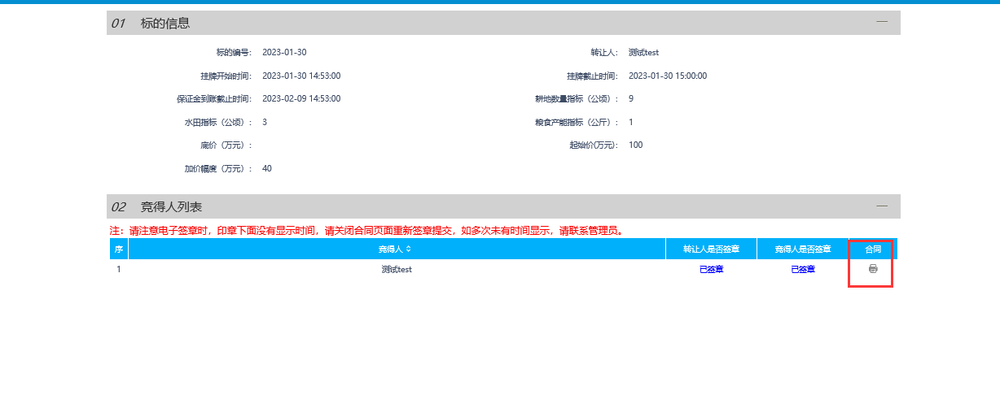 01 标的信息
标的编号: 2023-01-30 转让人: 测试test
挂牌开始时间: 2023-01-30 14:53:00 挂牌截止时间: 2023-01-30 15:00:00
保证金到账截止时间: 2023-02-09 14:53:00 耕地数量指标（公顷）: 9
水田指标（公顷）: 3 粮食产能指标（公斤）: 1
底价（万元）: 起始价(万元): 100
加价幅度（万元）: 40
02 竞得人列表
注：请注意电子签章时，印章下面没有显示时间，请关闭合同页面重新签章提交，如多次未有时间显示，请联系管理员。
序 竞得人 转让人是否签章 竞得人是否签章 合同
1 测试test 已签章 已签章